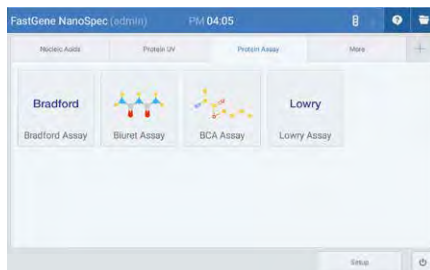 FastGene NanoSpec (admin) PM 04:05
Nucleic Acids Protein UV Protein Assay More
Bradford Lowry
Bradford Assay Biuret Assay BCA Assay Lowry Assay
Setup